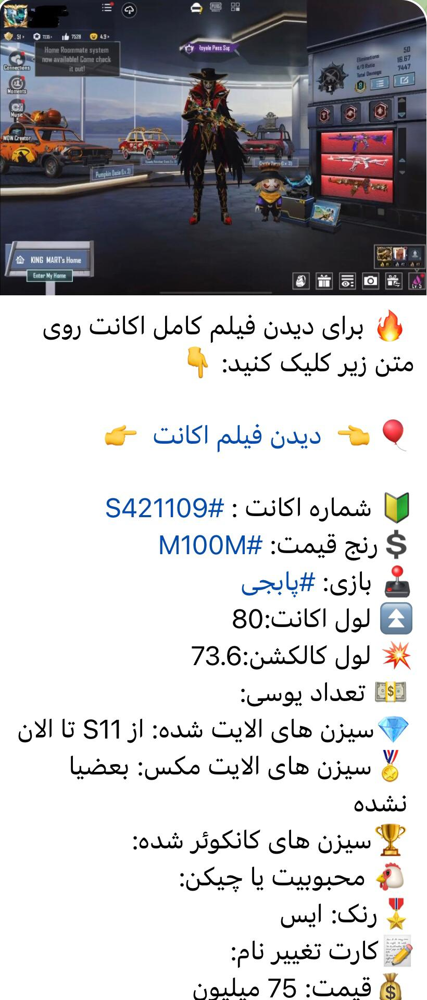 . 51 >
7235 >
7528
4.9 >
Home Roommate system
now available! Come check
it out!
Connections
Moments
Music
WOW Creator
Royale Pass Sup
Eliminations 50
K/D Ratio 16.67
Total Damage 7447
Pumpkin Dacia (Lv. 3)
KING MART's Home
Enter My Home
Lv. 5
🔥 برای دیدن فیلم کامل اکانت روی
متن زیر کلیک کنید: 👇
🎈 👈 دیدن فیلم اکانت 👉
🔰 شماره اکانت : #S421109
💲رنج قیمت: #M100M
🕹 بازی: #پابجی
⏫ لول اکانت:80
💥 لول کالکشن:73.6
💵 تعداد یوسی:
💎سیزن های الایت شده: از S11 تا الان
🏅 سیزن های الایت مکس: بعضیا
نشده
🏆سیزن های کانکوئر شده:
🐔 محبوبیت یا چیکن:
🎖رنک: ایس
📝کارت تغییر نام:
💰قیمت: 75 میلیون